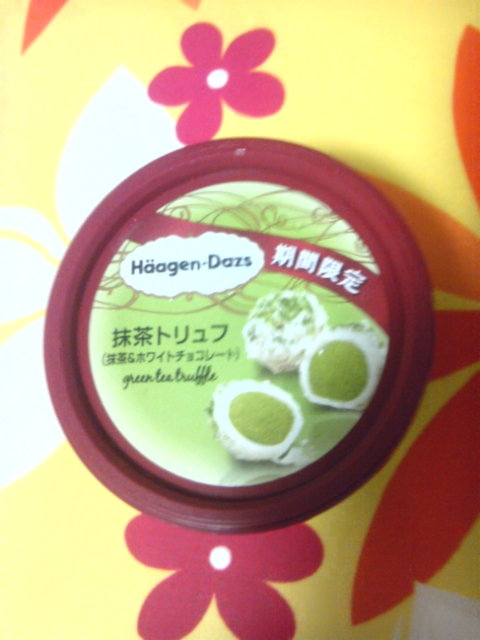 Häagen-Dazs
期間限定
抹茶トリュフ
(抹茶&ホワイトチョコレート)
green tea truffle